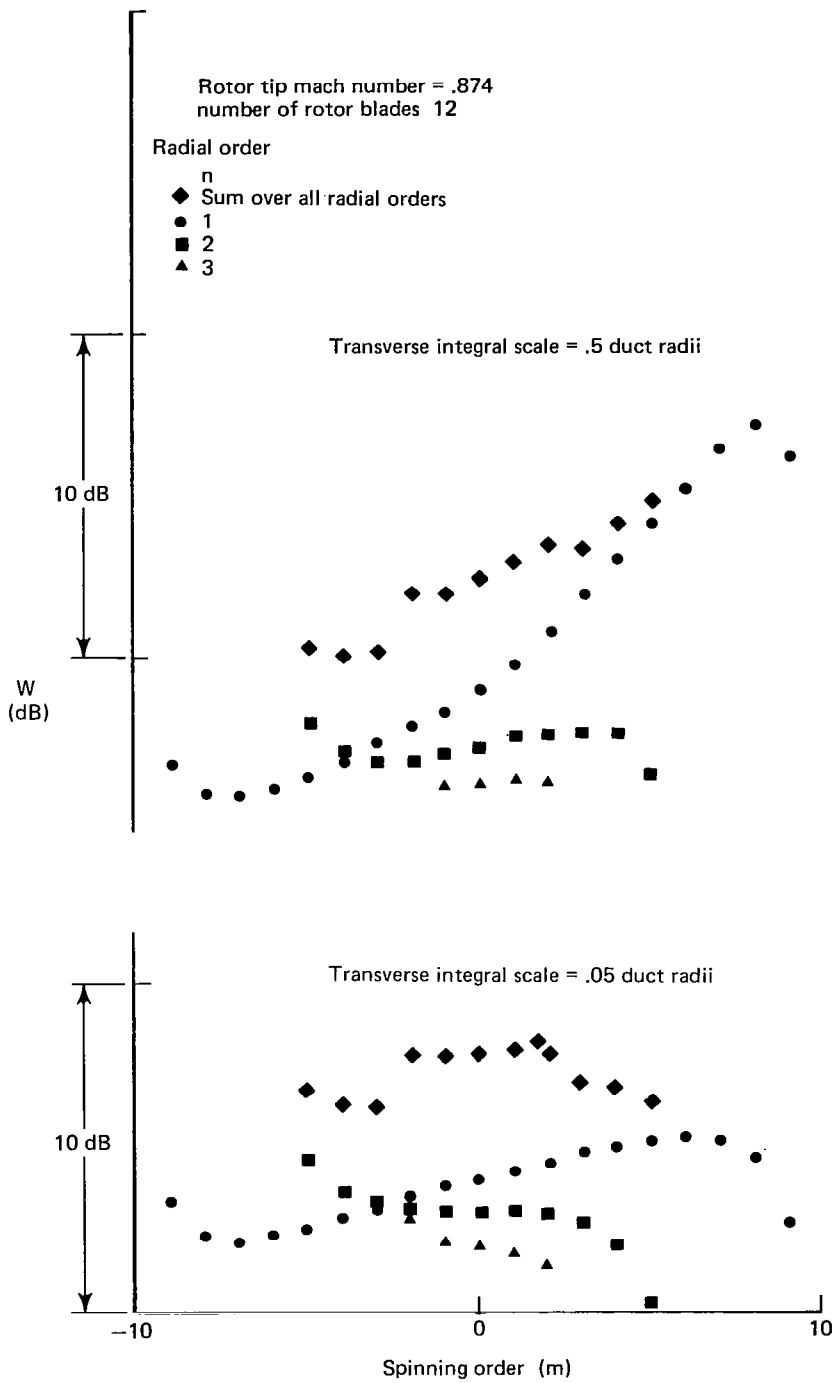 Rotor tip mach number = .874
number of rotor blades 12
Radial order
n
Sum over all radial orders
1
2
3
Transverse integral scale = .5 duct radii
10 dB
W
(dB)
Transverse integral scale = .05 duct radii
10 dB
−10
0
10
Spinning order (m)